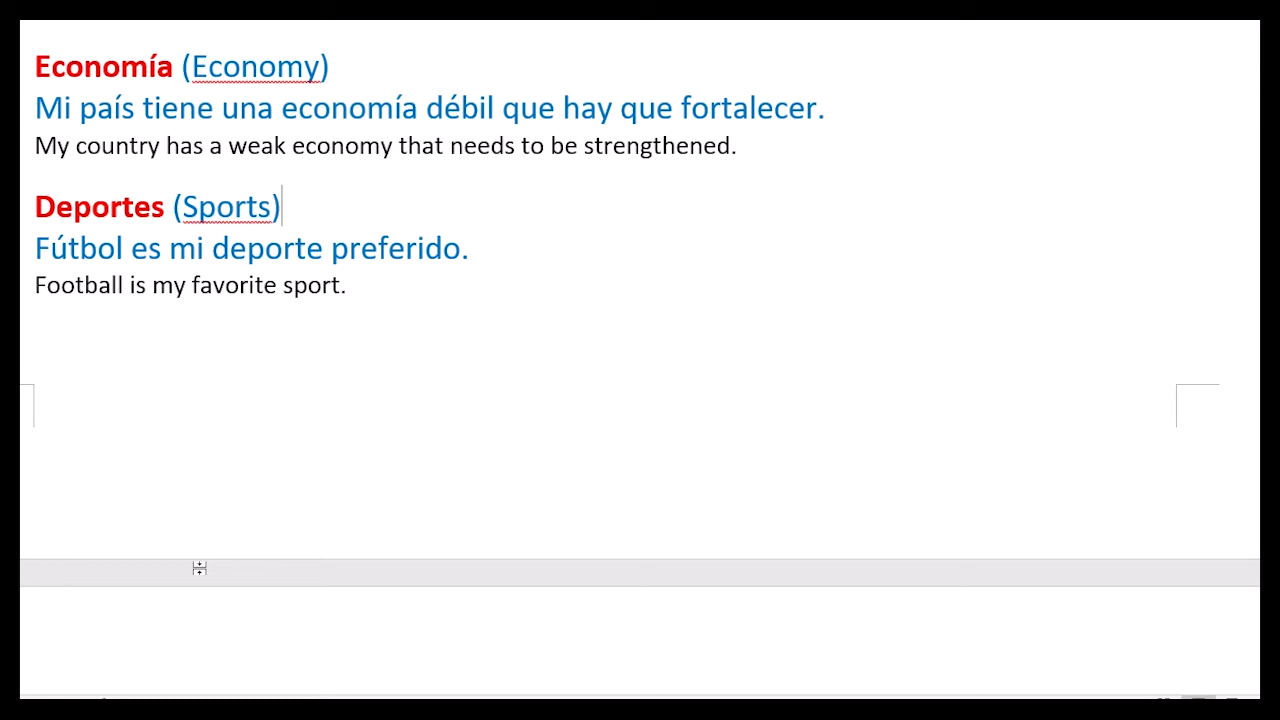 Economía (Economy)
Mi país tiene una economía débil que hay que fortalecer.
My country has a weak economy that needs to be strengthened.
Deportes (Sports)
Fútbol es mi deporte preferido.
Football is my favorite sport.